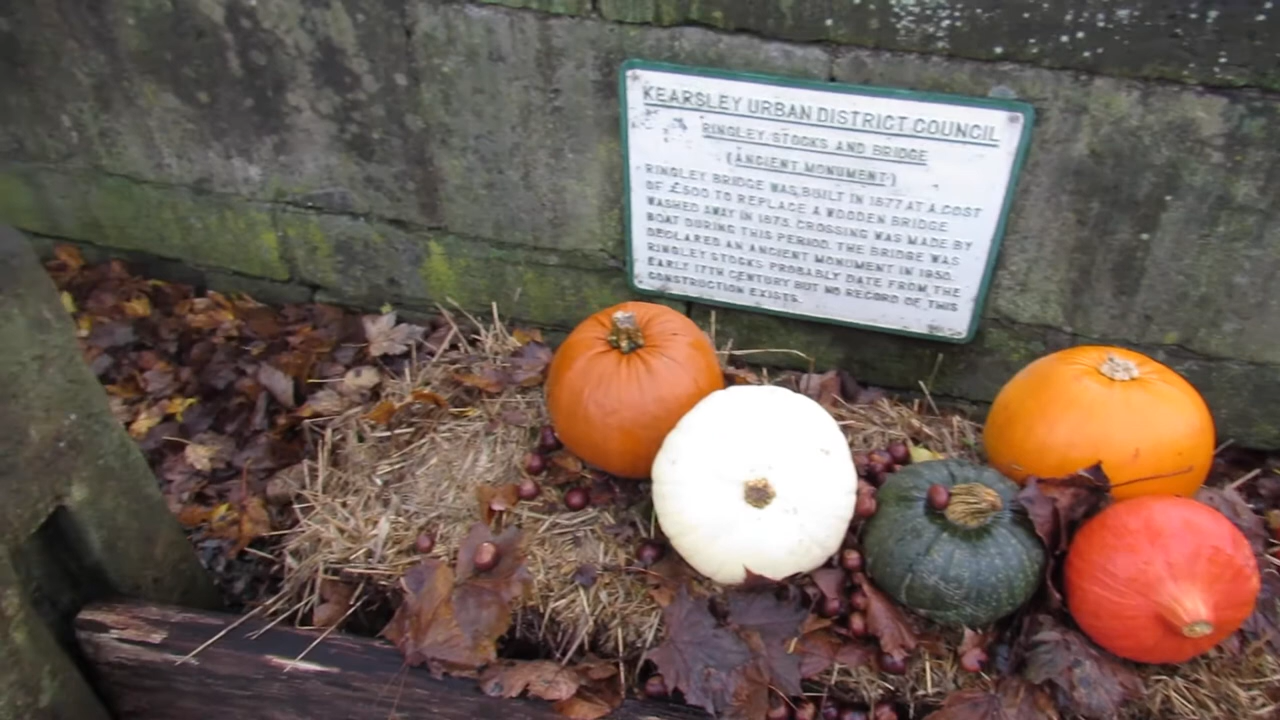 KEARSLEY URBAN DISTRICT COUNCIL
RINGLEY STOCKS AND BRIDGE
(ANCIENT MONUMENT)
RINGLEY BRIDGE WAS BUILT IN 1677 AT A COST
OF £500 TO REPLACE A WOODEN BRIDGE
WASHED AWAY IN 1673. CROSSING WAS MADE BY
BOAT DURING THIS PERIOD. THE BRIDGE WAS
DECLARED AN ANCIENT MONUMENT IN 1950.
RINGLEY STOCKS PROBABLY DATE FROM THE
EARLY 17TH CENTURY BUT NO RECORD OF THIS
CONSTRUCTION EXISTS.